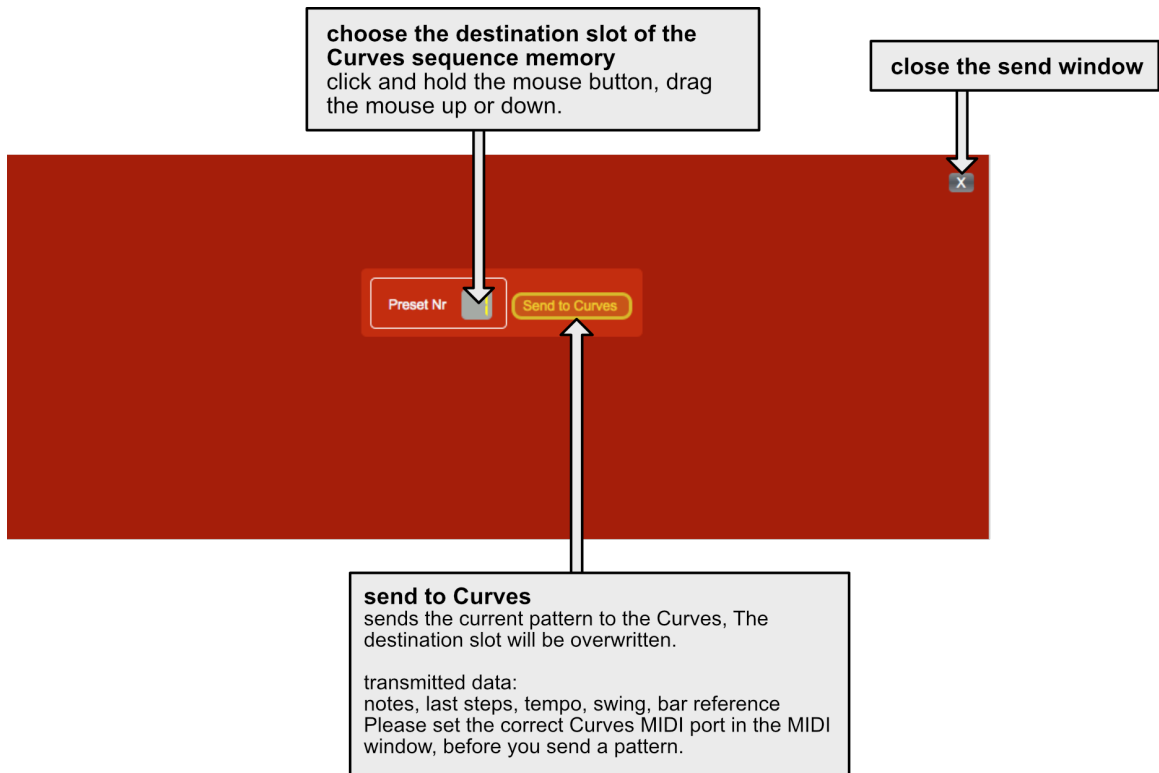 choose the destination slot of the
Curves sequence memory
click and hold the mouse button, drag
the mouse up or down.
close the send window
X
Preset Nr
Send to Curves
send to Curves
sends the current pattern to the Curves, The
destination slot will be overwritten.
transmitted data:
notes, last steps, tempo, swing, bar reference
Please set the correct Curves MIDI port in the MIDI
window, before you send a pattern.